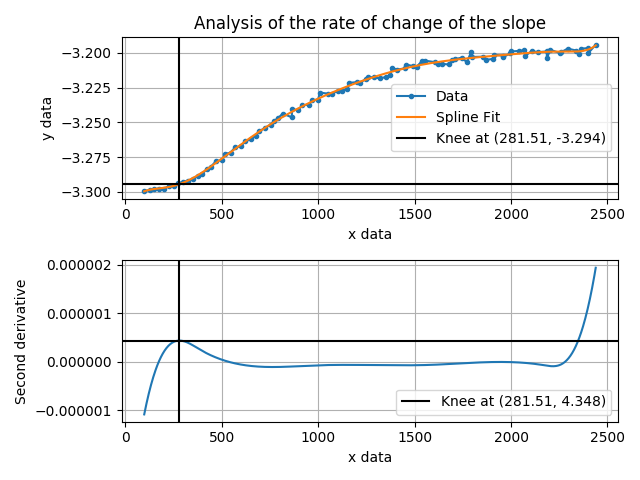 Analysis of the rate of change of the slope
y data
−3.200
−3.225
−3.250
−3.275
−3.300
Data
Spline Fit
Knee at (281.51, -3.294)
0
500
1000
1500
2000
2500
x data
Second derivative
0.000002
0.000001
0.000000
−0.000001
Knee at (281.51, 4.348)
0
500
1000
1500
2000
2500
x data